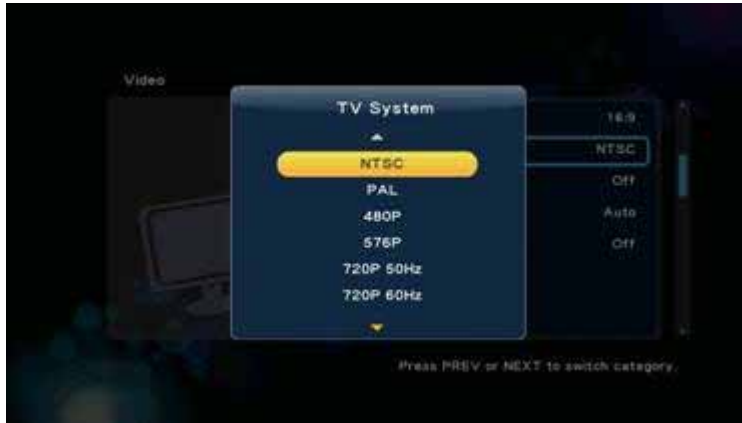 Video
TV System
NTSC
PAL
480P
576P
720P 50Hz
720P 60Hz
16:9
NTSC
Off
Auto
Off
Press PREV or NEXT to switch category.